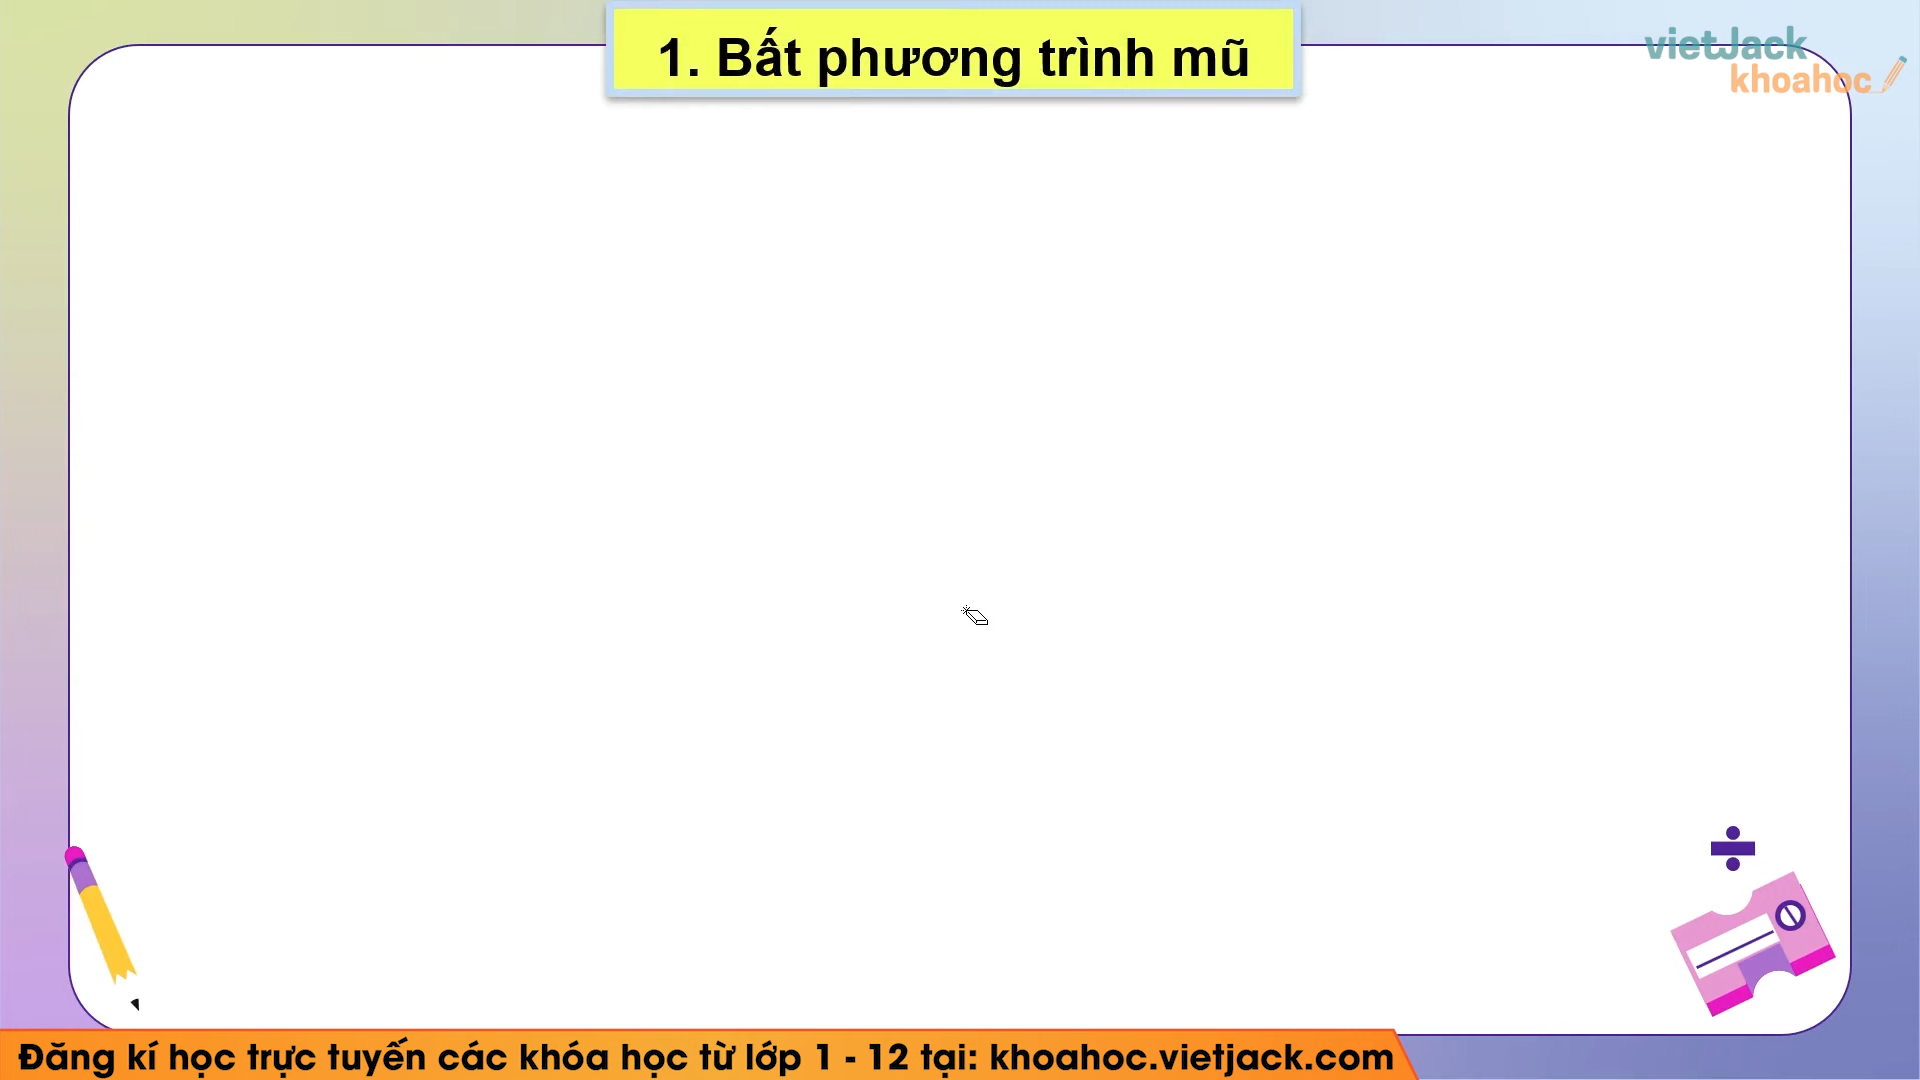 1. Bất phương trình mũ
vietJack
khoahoc
Đăng kí học trực tuyến các khóa học từ lớp 1 - 12 tại: khoahoc.vietjack.com